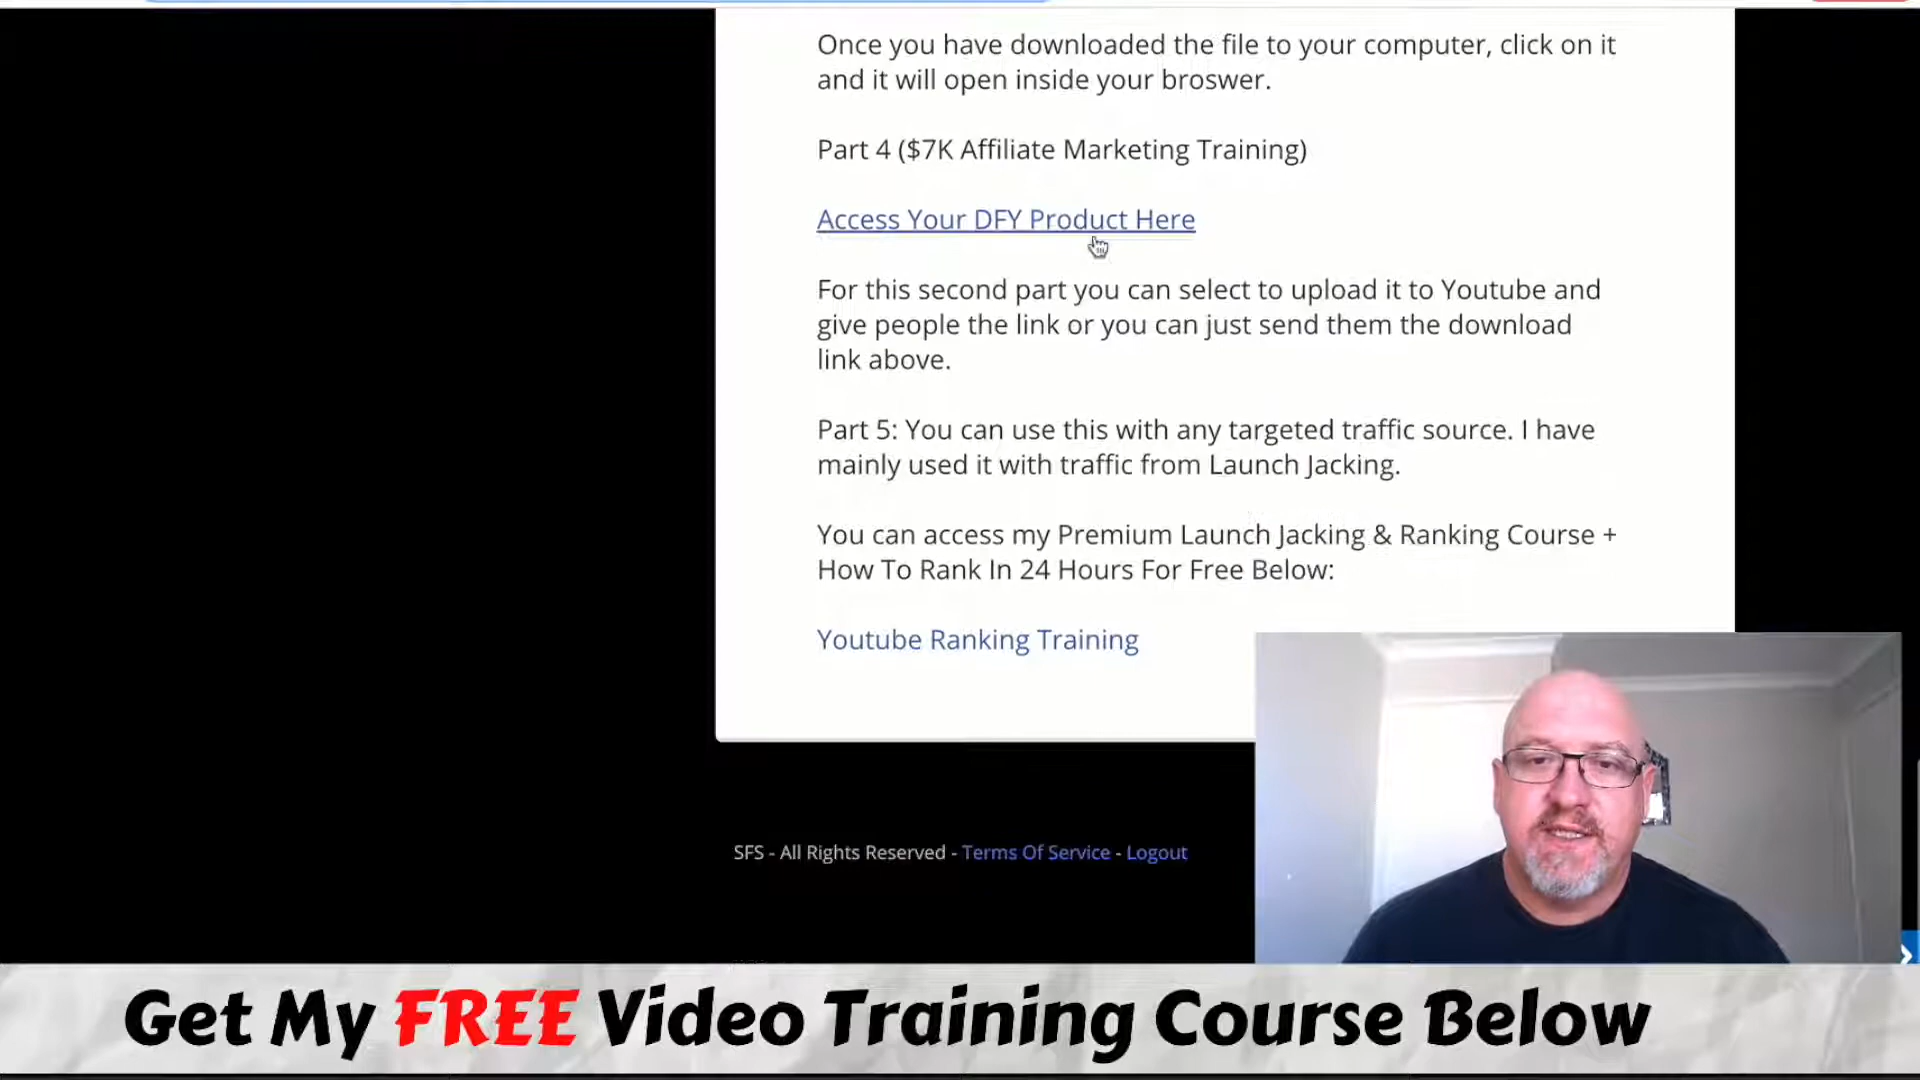 Once you have downloaded the file to your computer, click on it
and it will open inside your broswer.
Part 4 ($7K Affiliate Marketing Training)
Access Your DFY Product Here
For this second part you can select to upload it to Youtube and
give people the link or you can just send them the download
link above.
Part 5: You can use this with any targeted traffic source. I have
mainly used it with traffic from Launch Jacking.
You can access my Premium Launch Jacking & Ranking Course +
How To Rank In 24 Hours For Free Below:
Youtube Ranking Training
SFS - All Rights Reserved - Terms Of Service - Logout
Get My FREE Video Training Course Below